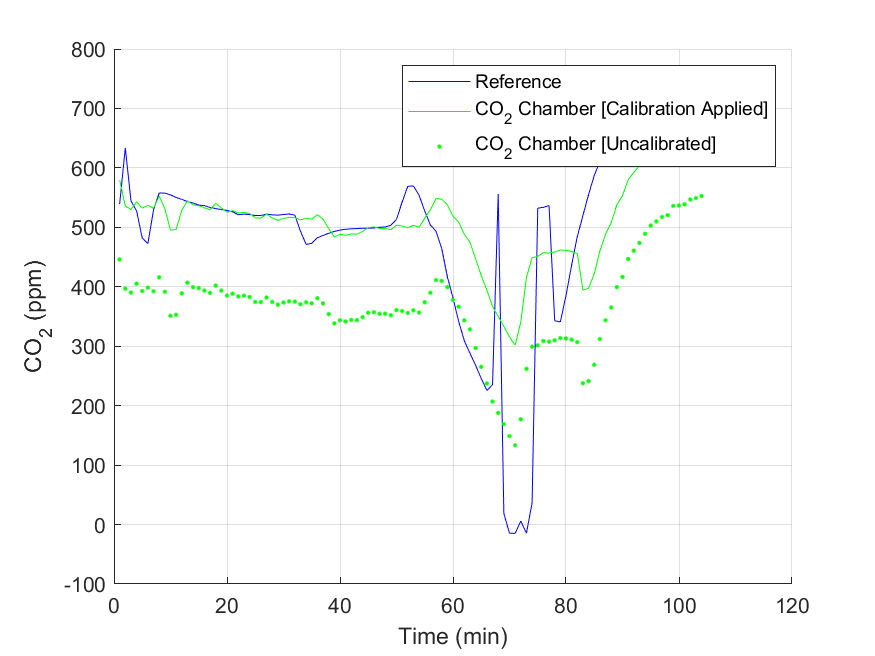 800
700
600
500
400
300
200
100
0
-100
0 20 40 60 80 100 120
Time (min)
CO2 (ppm)
Reference
CO2 Chamber [Calibration Applied]
CO2 Chamber [Uncalibrated]